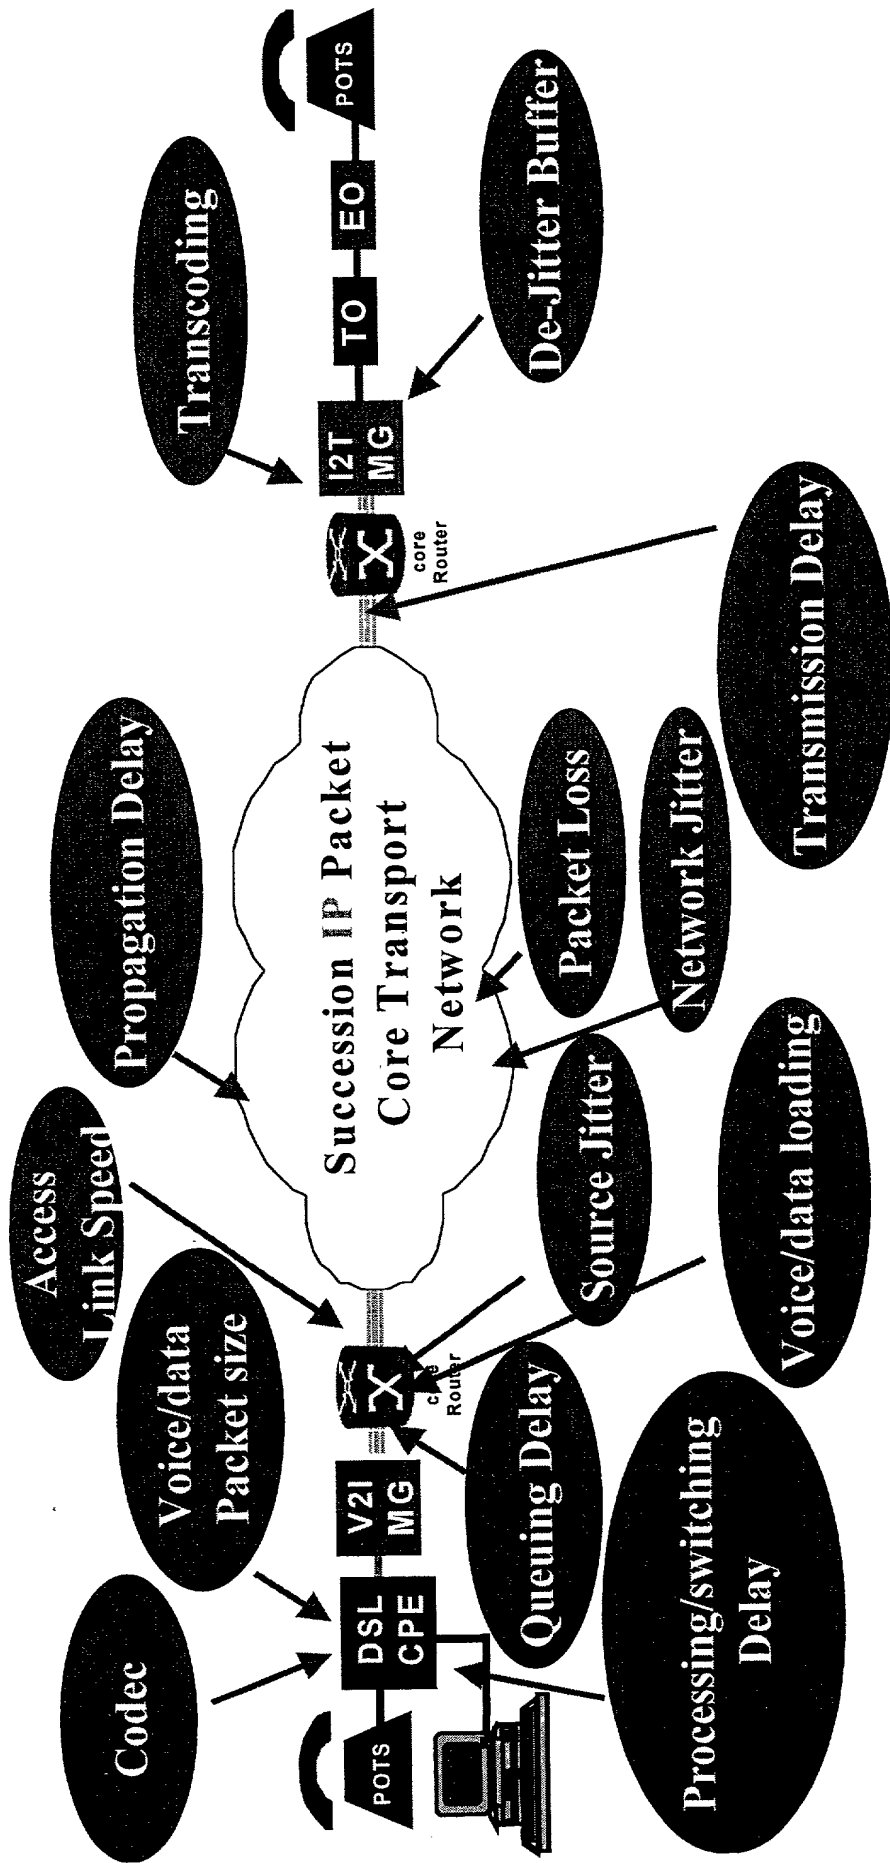 Codec
Voice/data
Packet size
Access
Link Speed
Propagation Delay
Transcoding
POTS
DSL
CPE
V2I
MG
core
Router
Succession IP Packet
Core Transport
Network
core
Router
I2T
MG
TO
EO
POTS
Processing/switching
Delay
Queuing Delay
Voice/data loading
Source Jitter
Network Jitter
Packet Loss
Transmission Delay
De-Jitter Buffer